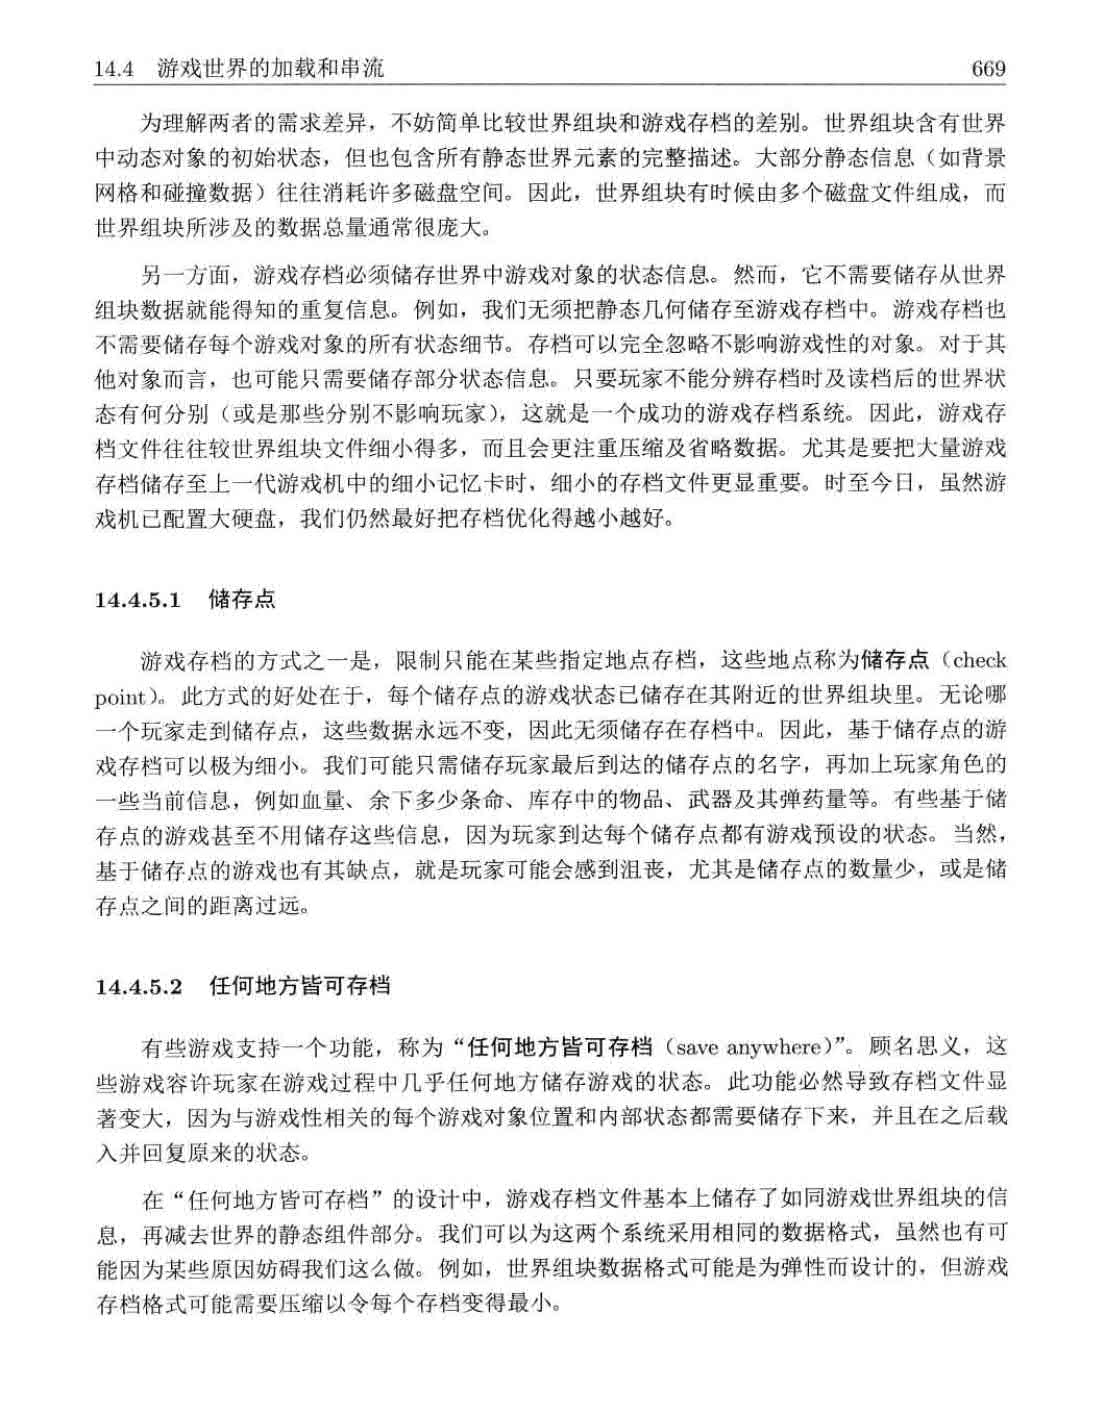 14.4 游戏世界的加载和串流 669
为理解两者的需求差异，不妨简单比较世界组块和游戏存档的差别。世界组块含有世界
中动态对象的初始状态，但也包含所有静态世界元素的完整描述。大部分静态信息（如背景
网格和碰撞数据）往往消耗许多磁盘空间。因此，世界组块有时候由多个磁盘文件组成，而
世界组块所涉及的数据总量通常很庞大。
另一方面，游戏存档必须储存世界中游戏对象的状态信息。然而，它不需要储存从世界
组块数据就能得知的重复信息。例如，我们无须把静态几何储存至游戏存档中。游戏存档也
不需要储存每个游戏对象的所有状态细节。存档可以完全忽略不影响游戏性的对象。对于其
他对象而言，也可能只需要储存部分状态信息。只要玩家不能分辨存档时及读档后的世界状
态有何分别（或是那些分别不影响玩家），这就是一个成功的游戏存档系统。因此，游戏存
档文件往往较世界组块文件细小得多，而且会更注重压缩及省略数据。尤其是要把大量游戏
存档储存至上一代游戏机中的细小记忆卡时，细小的存档文件更显重要。时至今日，虽然游
戏机已配置大硬盘，我们仍然最好把存档优化得越小越好。
14.4.5.1 储存点
游戏存档的方式之一是，限制只能在某些指定地点存档，这些地点称为储存点（check
point）。此方式的好处在于，每个储存点的游戏状态已储存在其附近的世界组块里。无论哪
一个玩家走到储存点，这些数据永远不变，因此无须储存在存档中。因此，基于储存点的游
戏存档可以极为细小。我们可能只需储存玩家最后到达的储存点的名字，再加上玩家角色的
一些当前信息，例如血量、余下多少条命、库存中的物品、武器及其弹药量等。有些基于储
存点的游戏甚至不用储存这些信息，因为玩家到达每个储存点都有游戏预设的状态。当然，
基于储存点的游戏也有其缺点，就是玩家可能会感到沮丧，尤其是储存点的数量少，或是储
存点之间的距离过远。
14.4.5.2 任何地方皆可存档
有些游戏支持一个功能，称为“任何地方皆可存档（save anywhere）”。顾名思义，这
些游戏容许玩家在游戏过程中几乎任何地方储存游戏的状态。此功能必然导致存档文件显
著变大，因为与游戏性相关的每个游戏对象位置和内部状态都需要储存下来，并且在之后载
入并回复原来的状态。
在“任何地方皆可存档”的设计中，游戏存档文件基本上储存了如同游戏世界组块的信
息，再减去世界的静态组件部分。我们可以为这两个系统采用相同的数据格式，虽然也有可
能因为某些原因妨碍我们这么做。例如，世界组块数据格式可能是为弹性而设计的，但游戏
存档格式可能需要压缩以令每个存档变得最小。